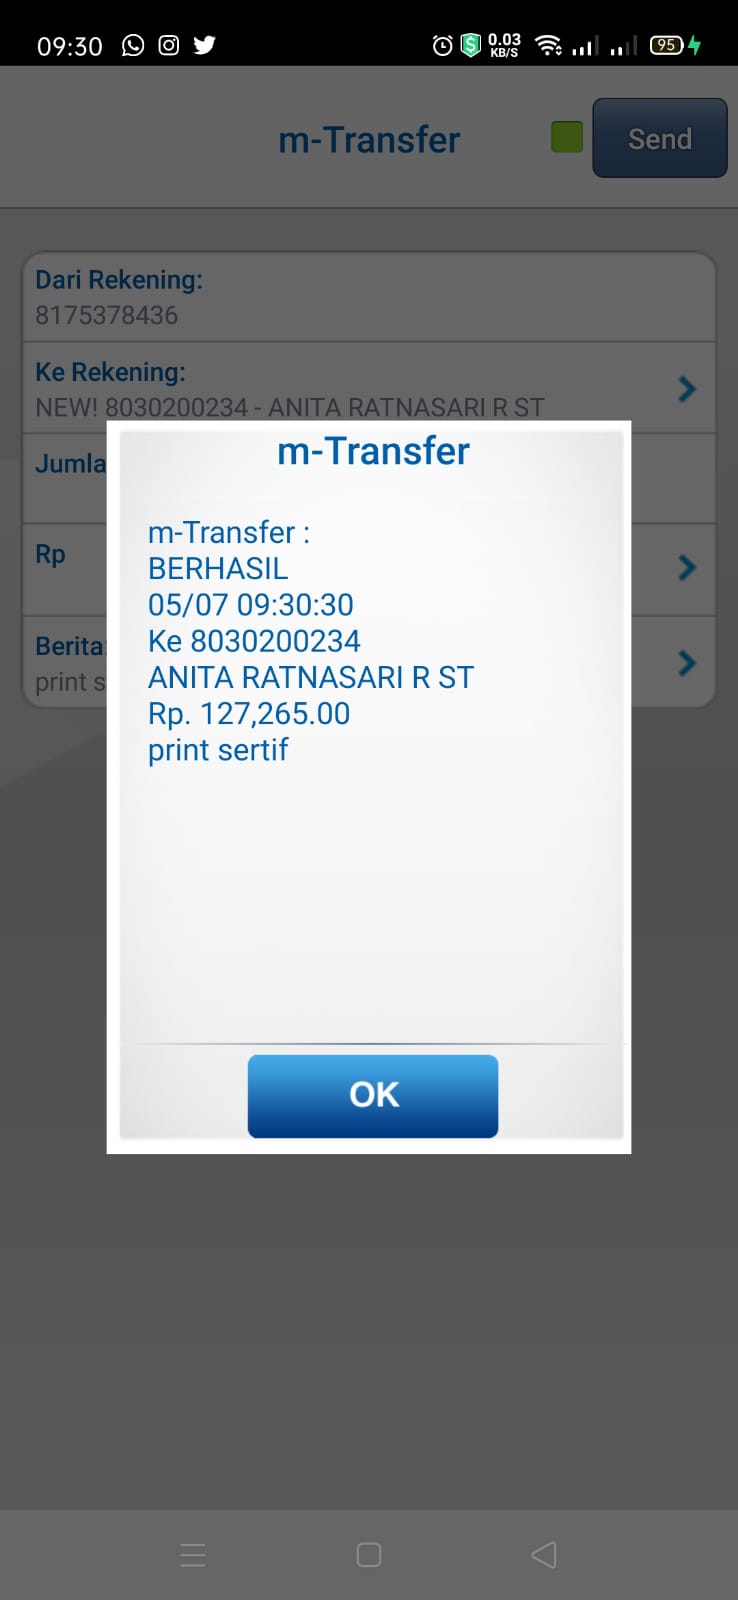 09:30
0.03
KB/S
95
m-Transfer
Send
Dari Rekening:
8175378436
Ke Rekening:
NEW! 8030200234 - ANITA RATNASARI R ST
Jumla
Rp
Berita:
print s
m-Transfer
m-Transfer :
BERHASIL
05/07 09:30:30
Ke 8030200234
ANITA RATNASARI R ST
Rp. 127,265.00
print sertif
OK